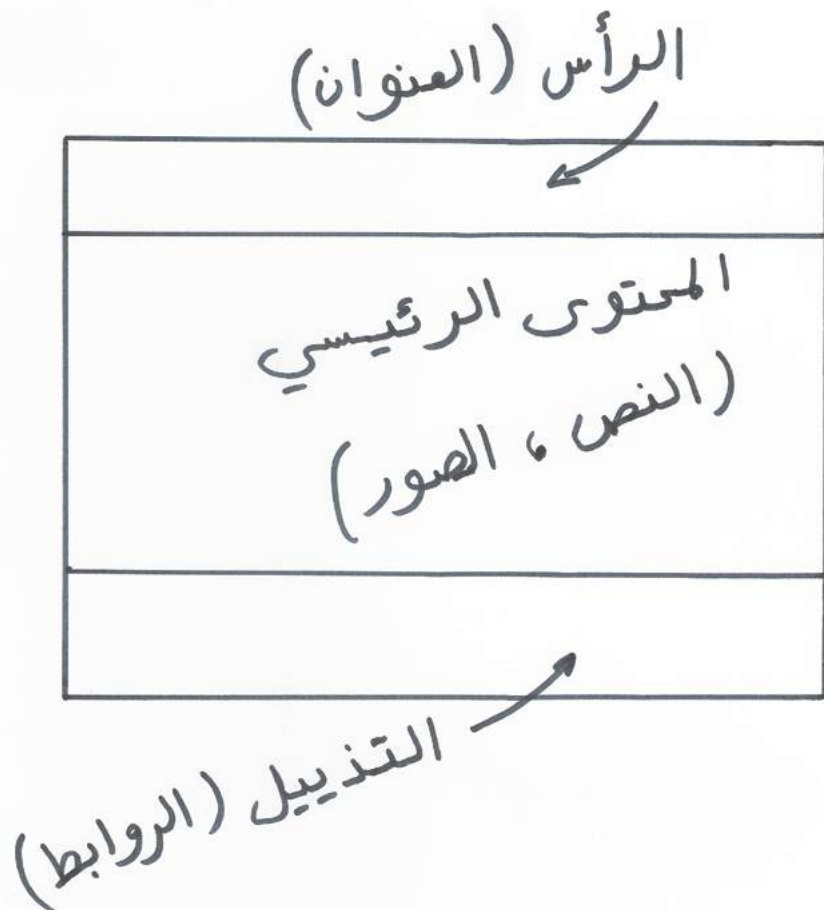 الرأس (العنوان)
المحتوى الرئيسي
(النص، الصور)
التذييل (الروابط)